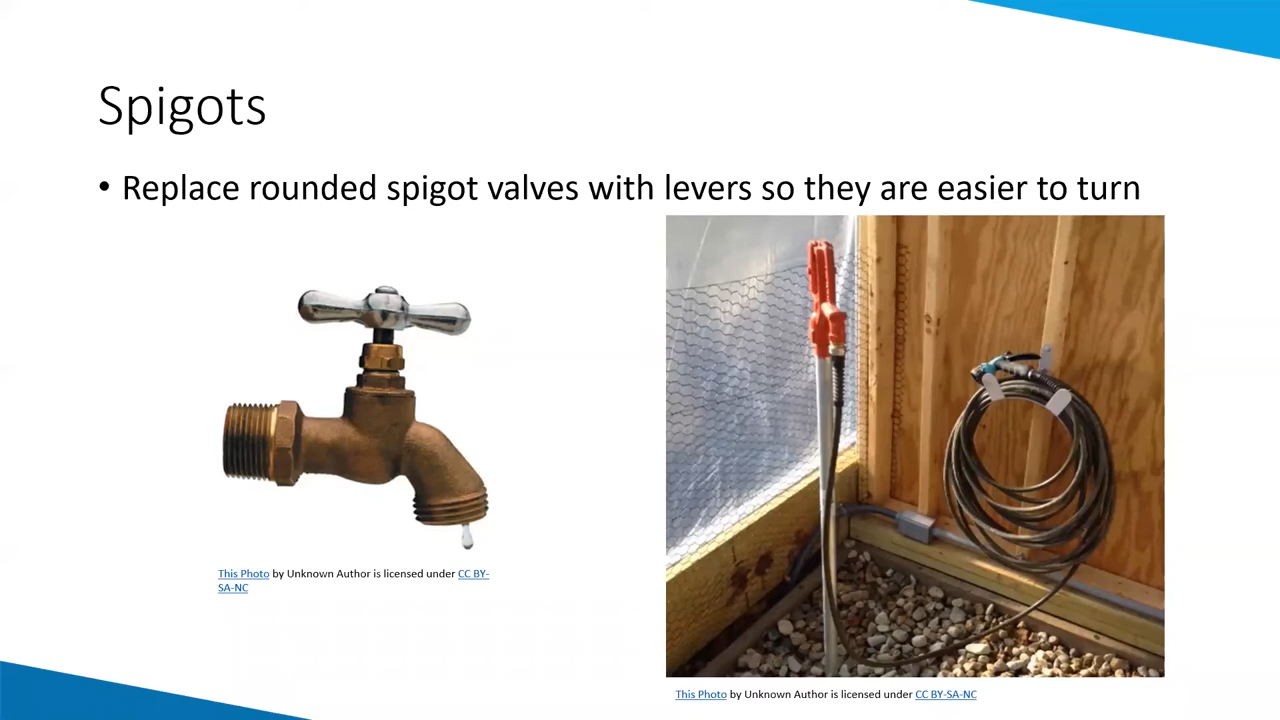 Spigots
• Replace rounded spigot valves with levers so they are easier to turn
This Photo by Unknown Author is licensed under CC BY-
SA-NC
This Photo by Unknown Author is licensed under CC BY-SA-NC